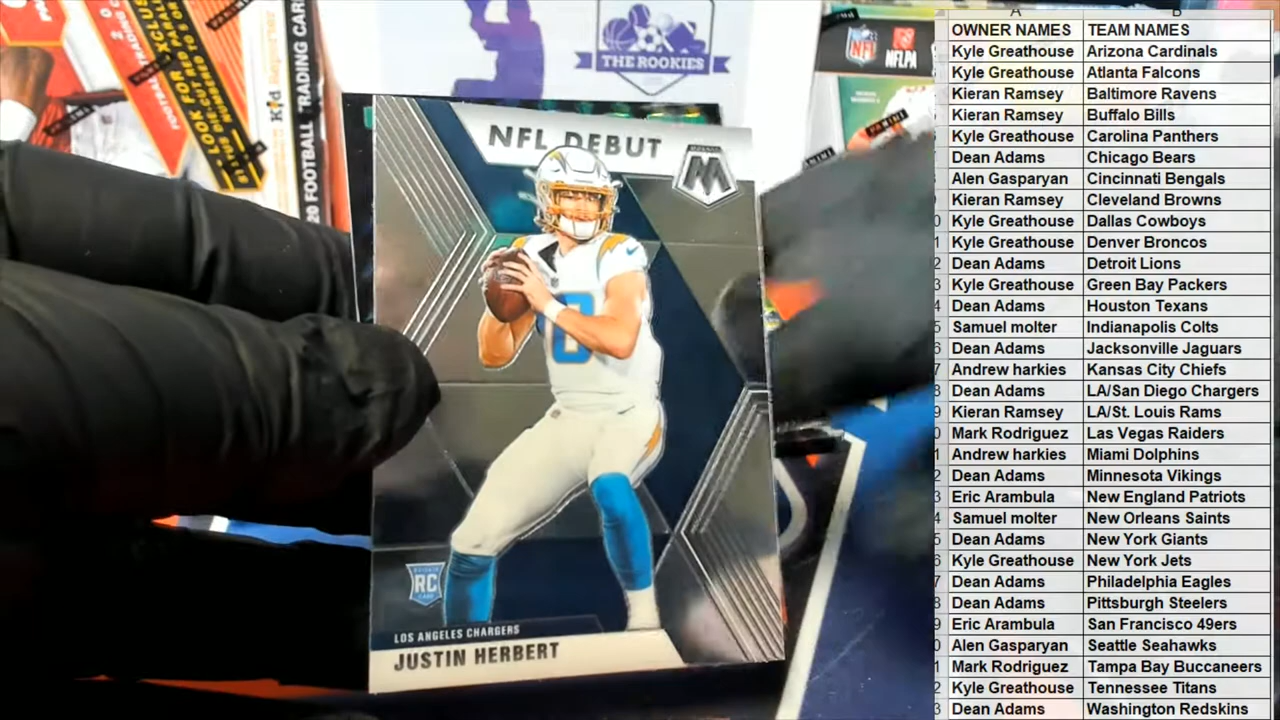 THE ROOKIES
NFL
NFLPA
PANINI
LOOK FOR
FOOTBALL TRADING CARD
NFL DEBUT
MOSAIC
RC
LOS ANGELES CHARGERS
JUSTIN HERBERT
A B
OWNER NAMES TEAM NAMES
Kyle Greathouse Arizona Cardinals
Kyle Greathouse Atlanta Falcons
Kieran Ramsey Baltimore Ravens
Kieran Ramsey Buffalo Bills
Kyle Greathouse Carolina Panthers
Dean Adams Chicago Bears
Alen Gasparyan Cincinnati Bengals
Kieran Ramsey Cleveland Browns
Kyle Greathouse Dallas Cowboys
Kyle Greathouse Denver Broncos
Dean Adams Detroit Lions
Kyle Greathouse Green Bay Packers
Dean Adams Houston Texans
Samuel molter Indianapolis Colts
Dean Adams Jacksonville Jaguars
Andrew harkies Kansas City Chiefs
Dean Adams LA/San Diego Chargers
Kieran Ramsey LA/St. Louis Rams
Mark Rodriguez Las Vegas Raiders
Andrew harkies Miami Dolphins
Dean Adams Minnesota Vikings
Eric Arambula New England Patriots
Samuel molter New Orleans Saints
Dean Adams New York Giants
Kyle Greathouse New York Jets
Dean Adams Philadelphia Eagles
Dean Adams Pittsburgh Steelers
Eric Arambula San Francisco 49ers
Alen Gasparyan Seattle Seahawks
Mark Rodriguez Tampa Bay Buccaneers
Kyle Greathouse Tennessee Titans
Dean Adams Washington Redskins